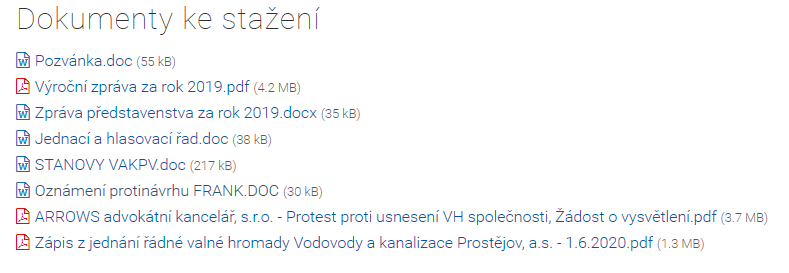 Dokumenty ke stažení
Pozvánka.doc (55 kB)
Výroční zpráva za rok 2019.pdf (4.2 MB)
Zpráva představenstva za rok 2019.docx (35 kB)
Jednací a hlasovací řad.doc (38 kB)
STANOVY VAKPV.doc (217 kB)
Oznámení protinávrhu FRANK.DOC (30 kB)
ARROWS advokátní kancelář, s.r.o. - Protest proti usnesení VH společnosti, Žádost o vysvětlení.pdf (3.7 MB)
Zápis z jednání řádné valné hromady Vodovody a kanalizace Prostějov, a.s. - 1.6.2020.pdf (1.3 MB)